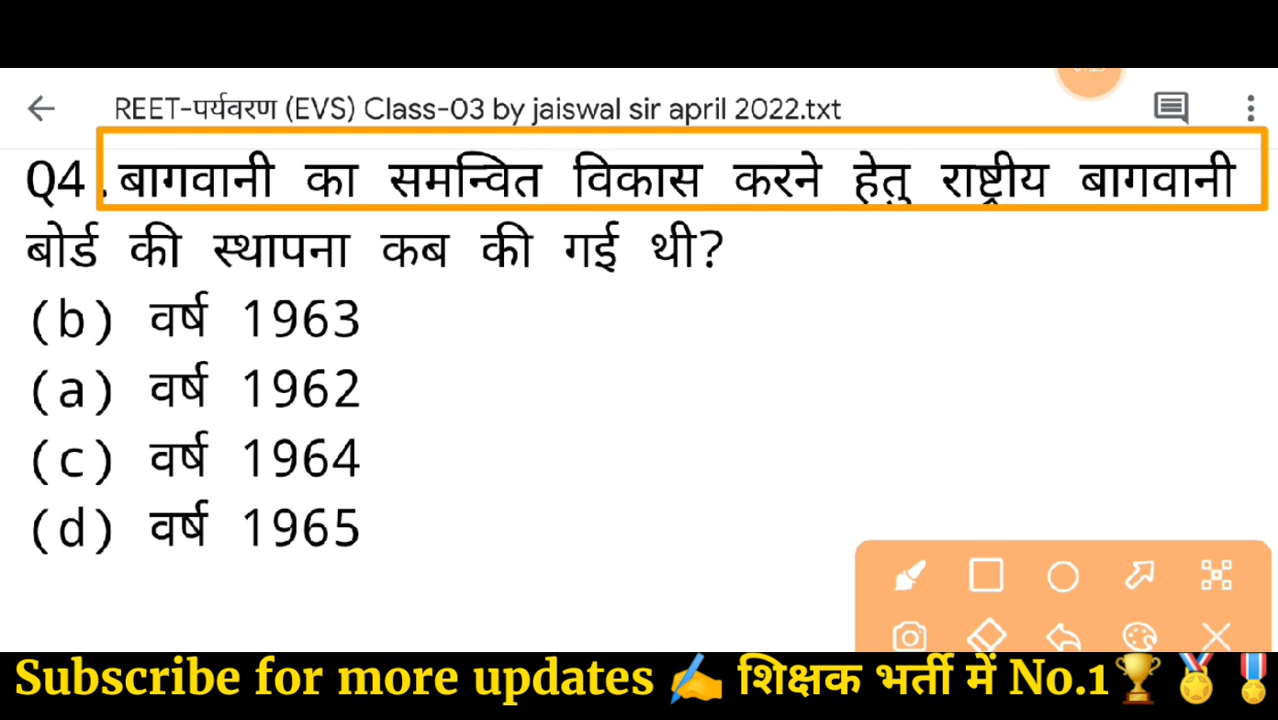 REET-पर्यवरण (EVS) Class-03 by jaiswal sir april 2022.txt
Q4.बागवानी का समन्वित विकास करने हेतु राष्ट्रीय बागवानी
बोर्ड की स्थापना कब की गई थी?
(b) वर्ष 1963
(a) वर्ष 1962
(c) वर्ष 1964
(d) वर्ष 1965
Subscribe for more updates ✍️ शिक्षक भर्ती में No.1🏆🏅🎖️